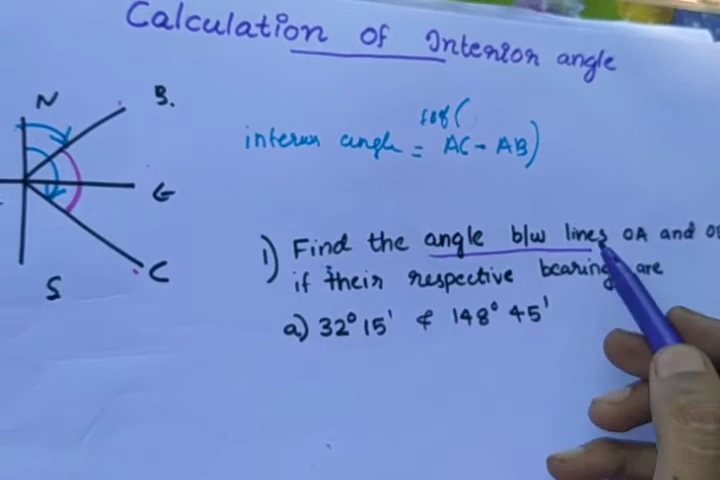 Calculation of Interior angle
N
B.
E
C
S
interior angle = AC - AB)
1) Find the angle b/w lines OA and
if their respective bearing are
a) 32° 15' & 148° 45'